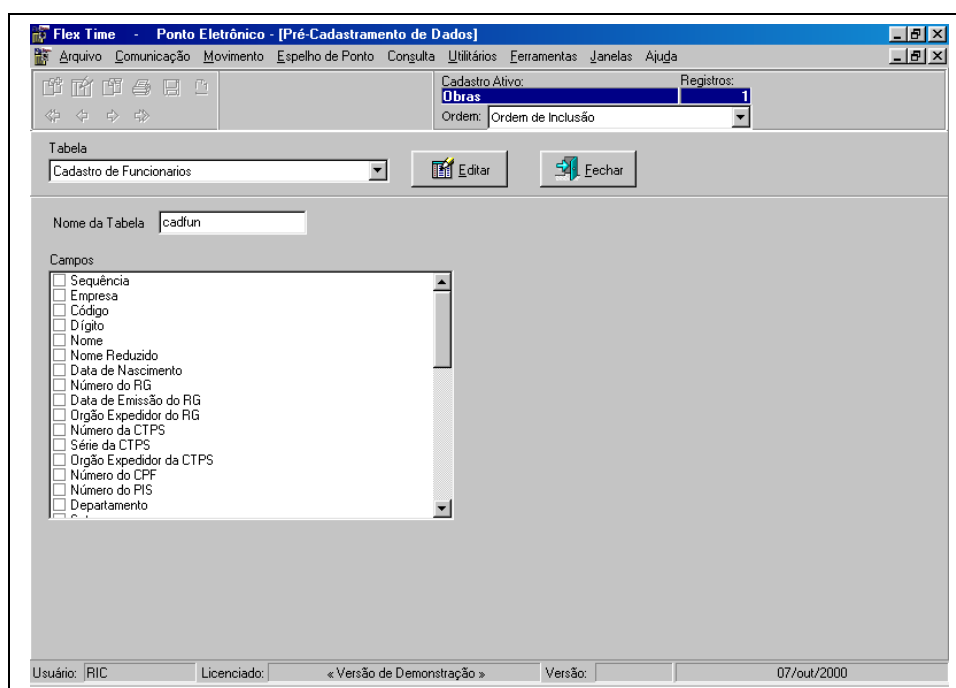 Flex Time - Ponto Eletrônico - [Pré-Cadastramento de Dados]
Arquivo Comunicação Movimento Espelho de Ponto Consulta Utilitários Ferramentas Janelas Ajuda
Cadastro Ativo: Registros:
Obras 1
Ordem: Ordem de Inclusão
Tabela
Cadastro de Funcionarios Editar Fechar
Nome da Tabela cadfun
Campos
Sequência
Empresa
Código
Dígito
Nome
Nome Reduzido
Data de Nascimento
Número do RG
Data de Emissão do RG
Orgão Expedidor do RG
Número da CTPS
Série da CTPS
Orgão Expedidor da CTPS
Número do CPF
Número do PIS
Departamento
Usuário: RIC Licenciado: « Versão de Demonstração » Versão: 07/out/2000